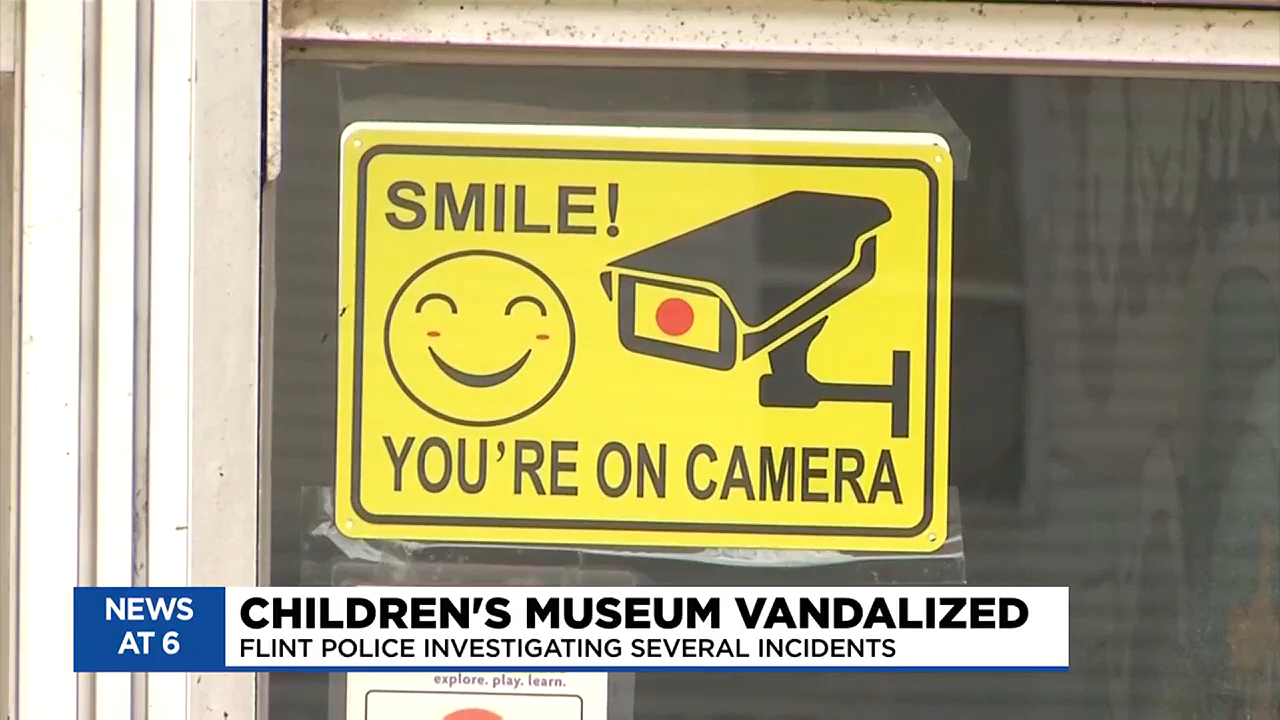 SMILE!
YOU'RE ON CAMERA
NEWS
AT 6
CHILDREN'S MUSEUM VANDALIZED
FLINT POLICE INVESTIGATING SEVERAL INCIDENTS
explore. play. learn.